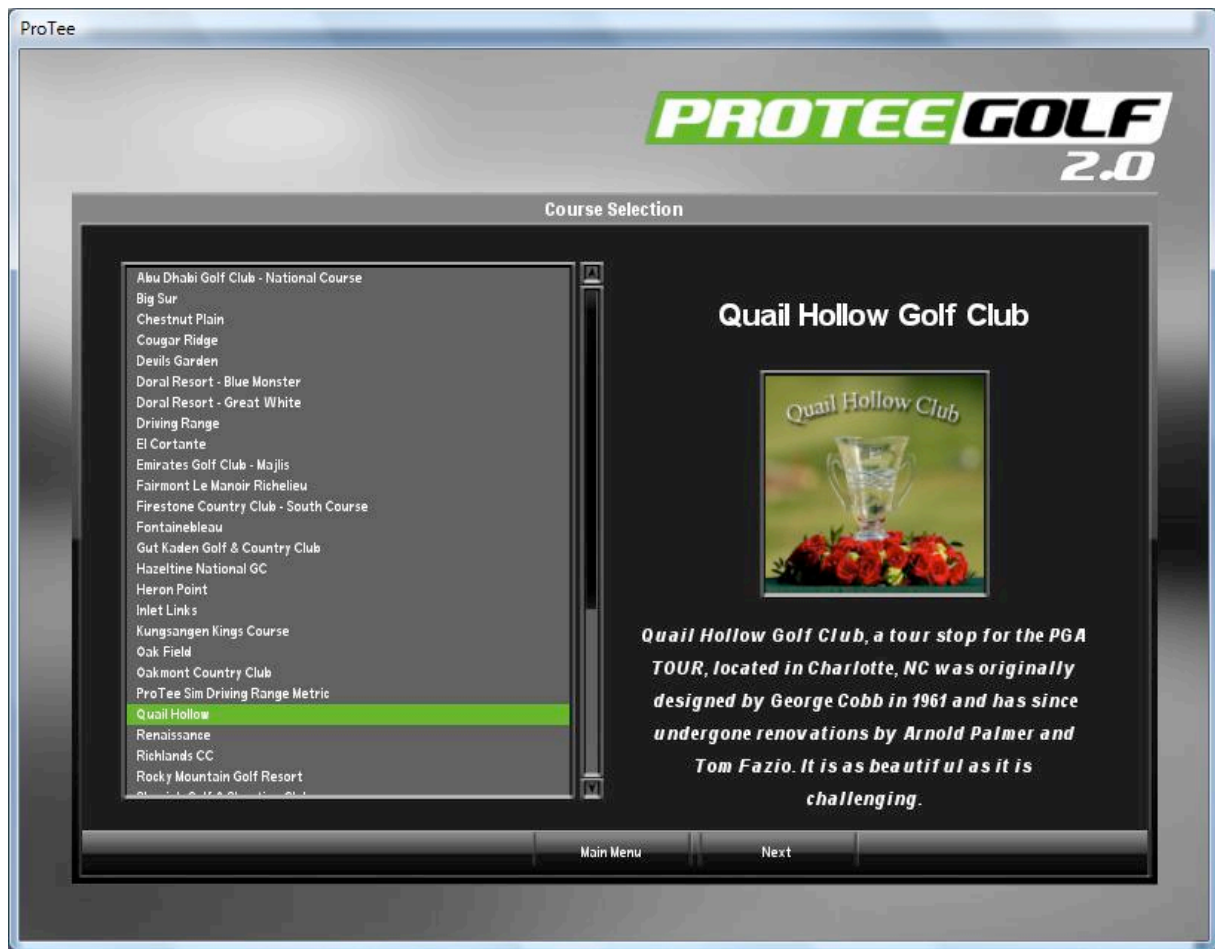 ProTee
PROTEE GOLF
2.0
Course Selection
Abu Dhabi Golf Club - National Course
Big Sur
Chestnut Plain
Cougar Ridge
Devils Garden
Doral Resort - Blue Monster
Doral Resort - Great White
Driving Range
El Cortante
Emirates Golf Club - Majlis
Fairmont Le Manoir Richelieu
Firestone Country Club - South Course
Fontainebleau
Gut Kaden Golf & Country Club
Hazeltine National GC
Heron Point
Inlet Links
Kungsangen Kings Course
Oak Field
Oakmont Country Club
ProTee Sim Driving Range Metric
Quail Hollow
Renaissance
Richlands CC
Rocky Mountain Golf Resort
Quail Hollow Golf Club
Quail Hollow Club
Quail Hollow Golf Club, a tour stop for the PGA
TOUR, located in Charlotte, NC was originally
designed by George Cobb in 1961 and has since
undergone renovations by Arnold Palmer and
Tom Fazio. It is as beautiful as it is
challenging.
Main Menu
Next